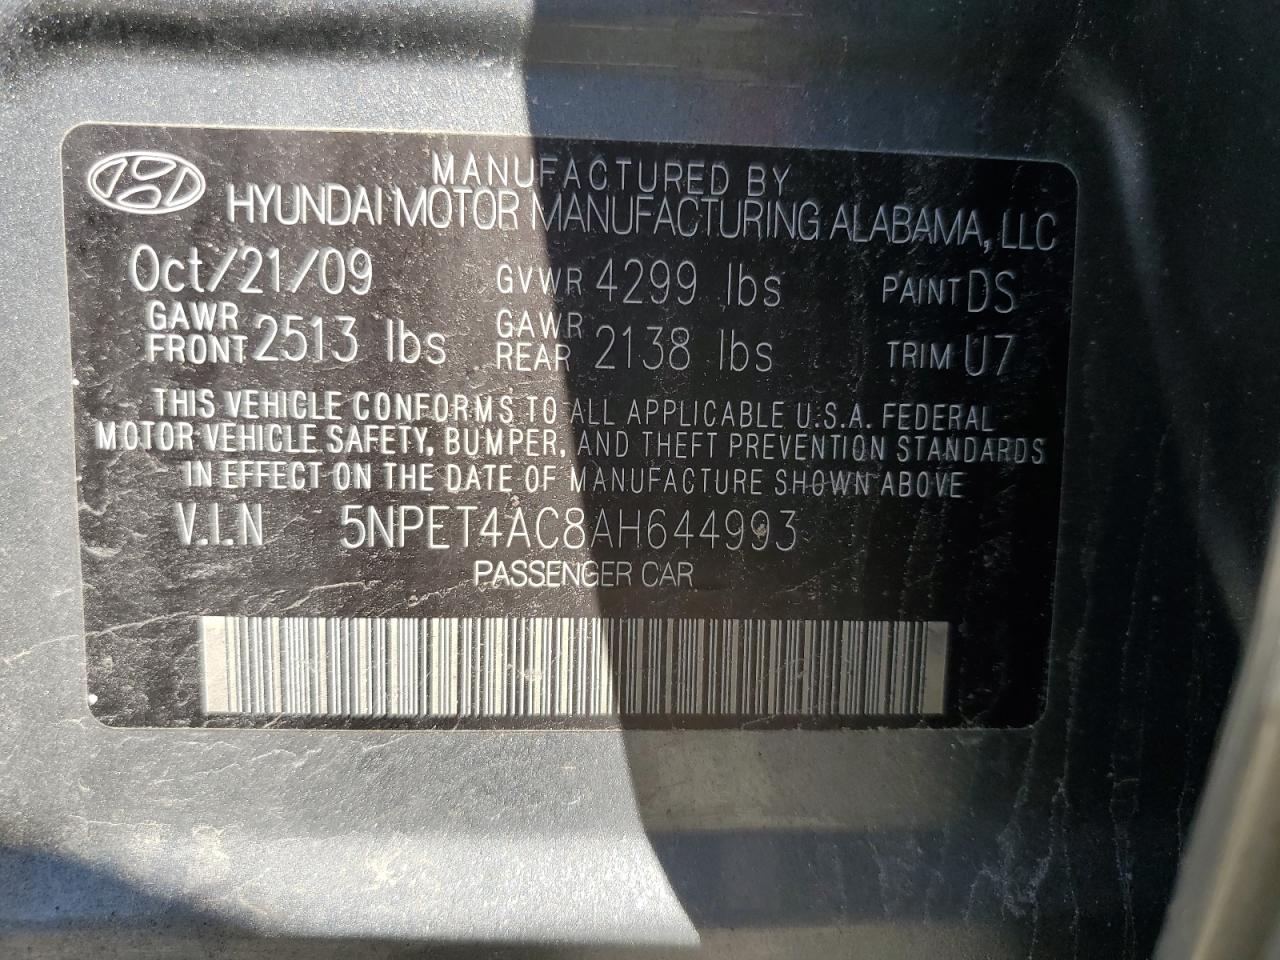 MANUFACTURED BY
HYUNDAI MOTOR MANUFACTURING ALABAMA, LLC
Oct/21/09 GVWR 4299 lbs PAINT DS
GAWR FRONT 2513 lbs GAWR REAR 2138 lbs TRIM U7
THIS VEHICLE CONFORMS TO ALL APPLICABLE U.S.A. FEDERAL
MOTOR VEHICLE SAFETY, BUMPER, AND THEFT PREVENTION STANDARDS
IN EFFECT ON THE DATE OF MANUFACTURE SHOWN ABOVE
V.I.N 5NPET4AC8AH644993
PASSENGER CAR